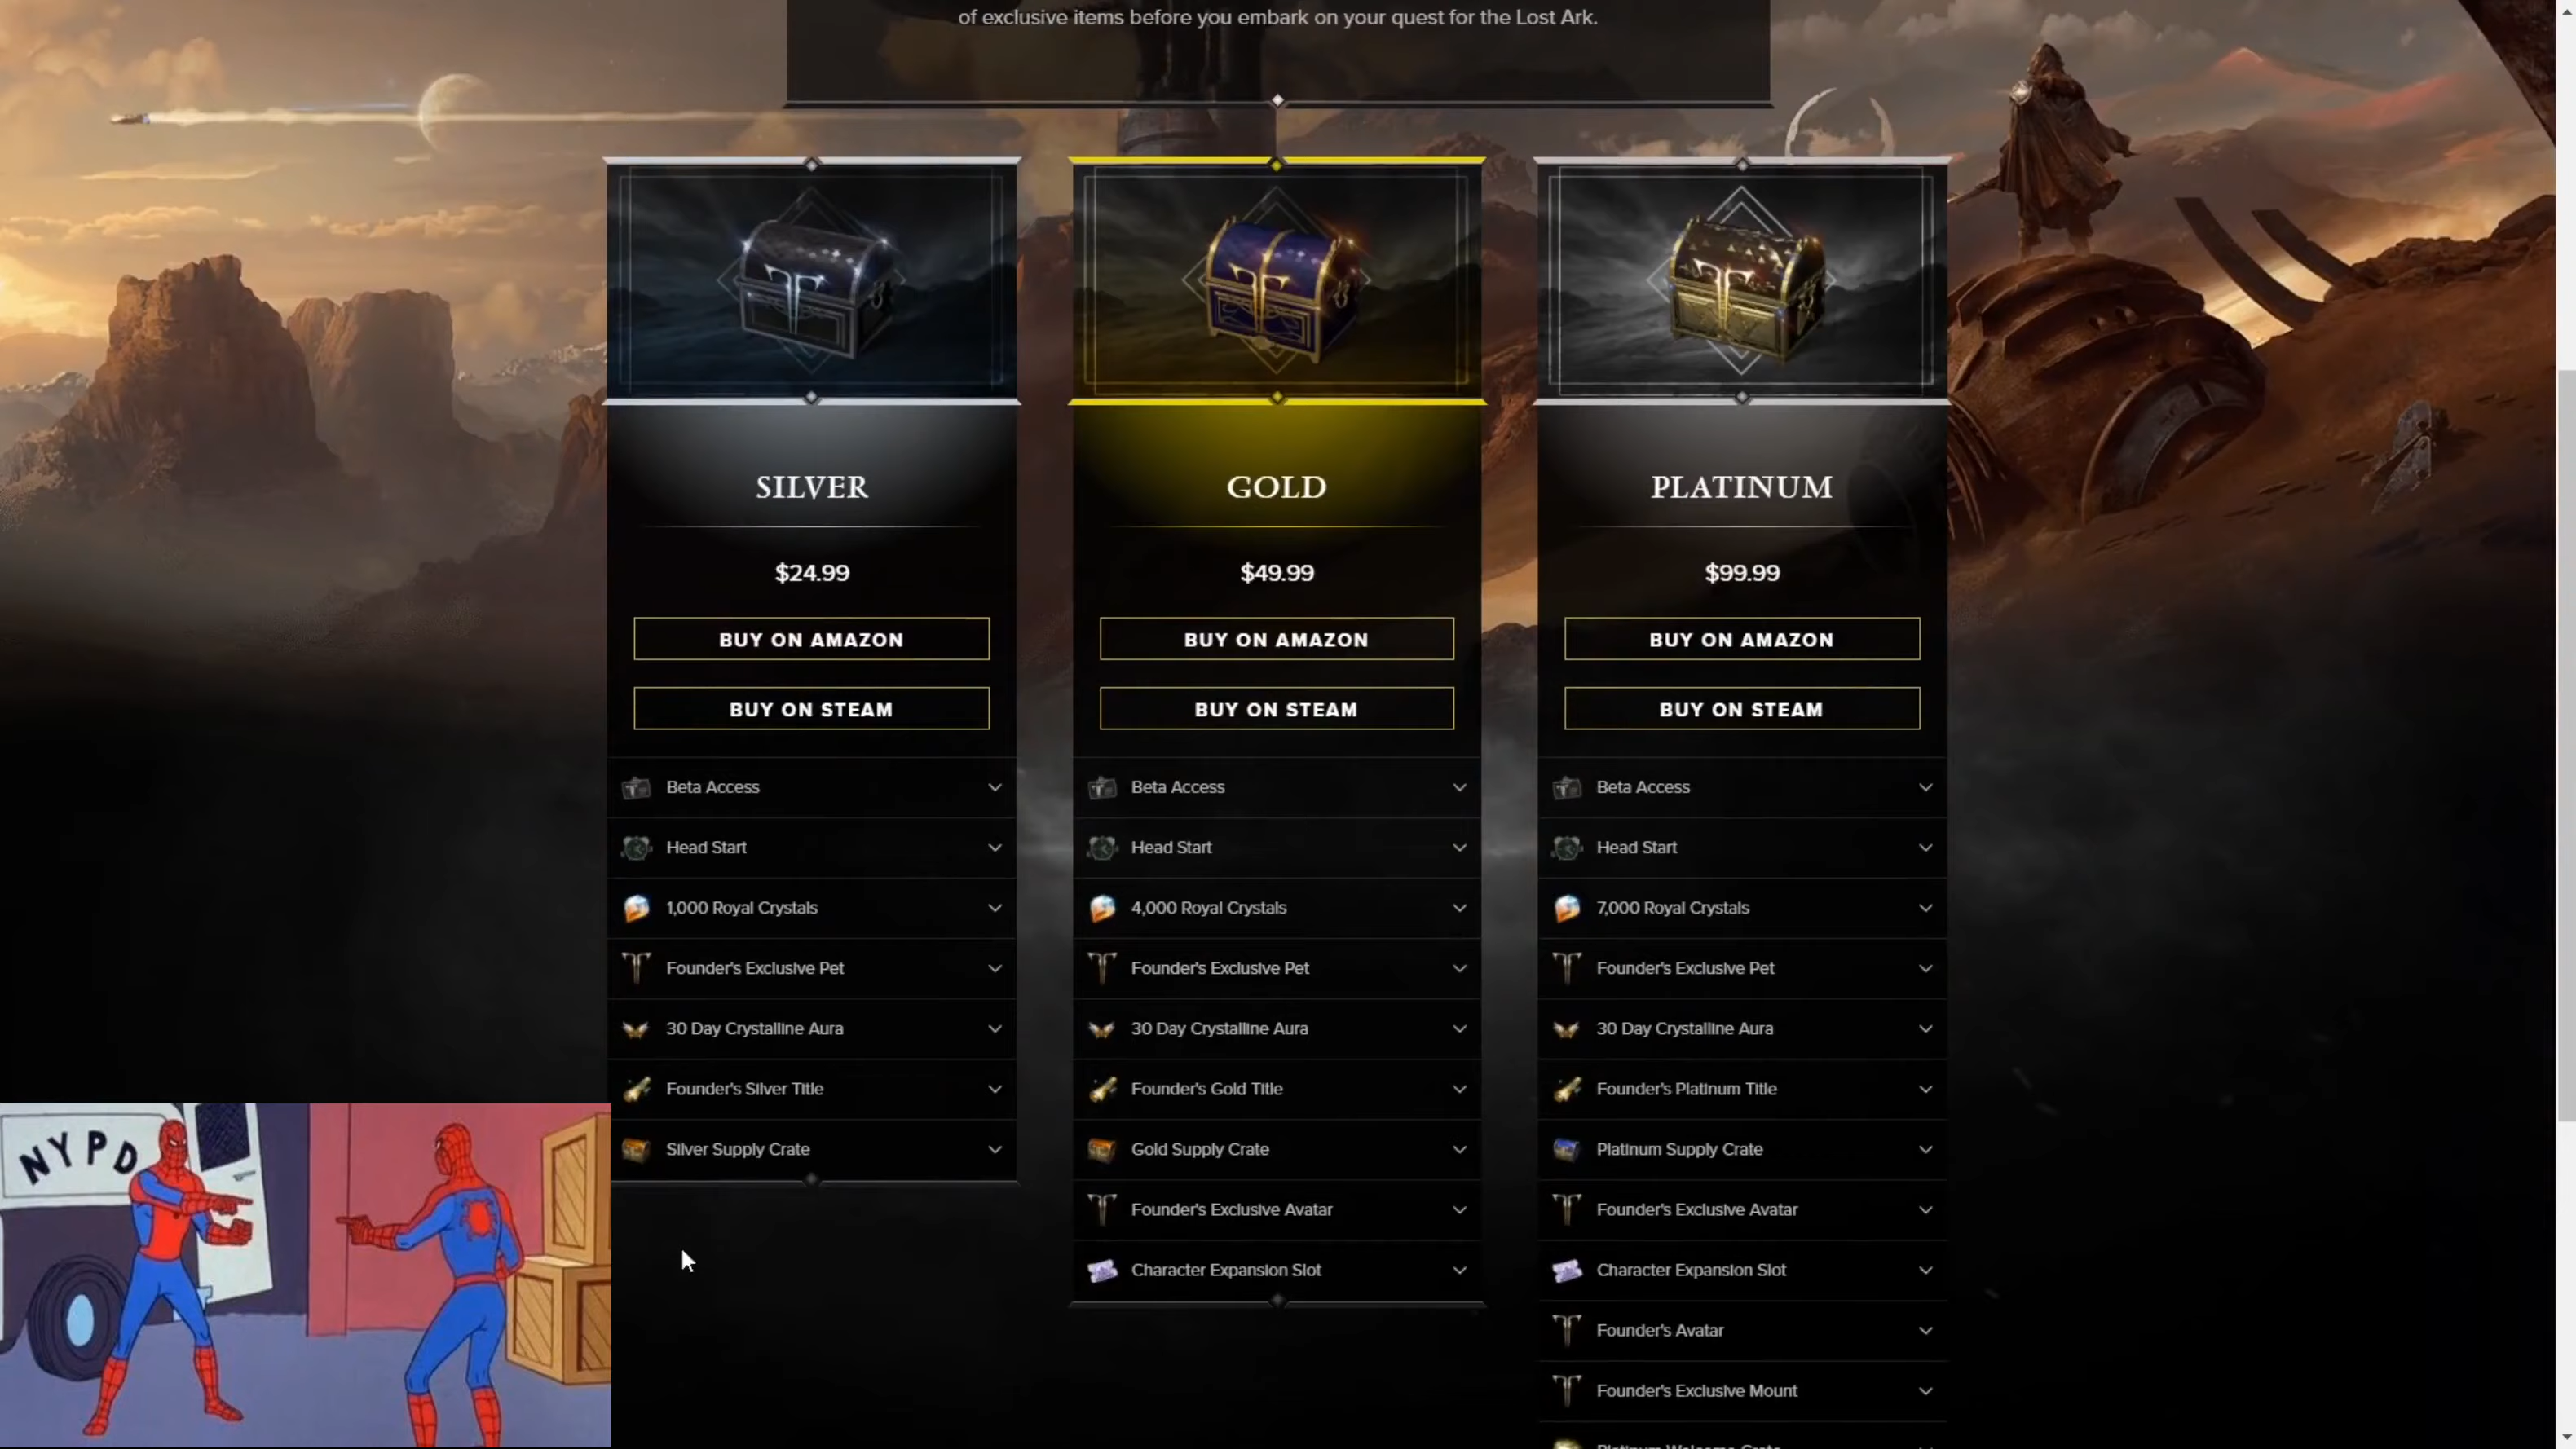 of exclusive items before you embark on your quest for the Lost Ark.
SILVER
$24.99
BUY ON AMAZON
BUY ON STEAM
Beta Access
Head Start
1,000 Royal Crystals
Founder's Exclusive Pet
30 Day Crystalline Aura
Founder's Silver Title
Silver Supply Crate
GOLD
$49.99
BUY ON AMAZON
BUY ON STEAM
Beta Access
Head Start
4,000 Royal Crystals
Founder's Exclusive Pet
30 Day Crystalline Aura
Founder's Gold Title
Gold Supply Crate
Founder's Exclusive Avatar
Character Expansion Slot
PLATINUM
$99.99
BUY ON AMAZON
BUY ON STEAM
Beta Access
Head Start
7,000 Royal Crystals
Founder's Exclusive Pet
30 Day Crystalline Aura
Founder's Platinum Title
Platinum Supply Crate
Founder's Exclusive Avatar
Character Expansion Slot
Founder's Avatar
Founder's Exclusive Mount
Platinum Welcome Crate
NYPD